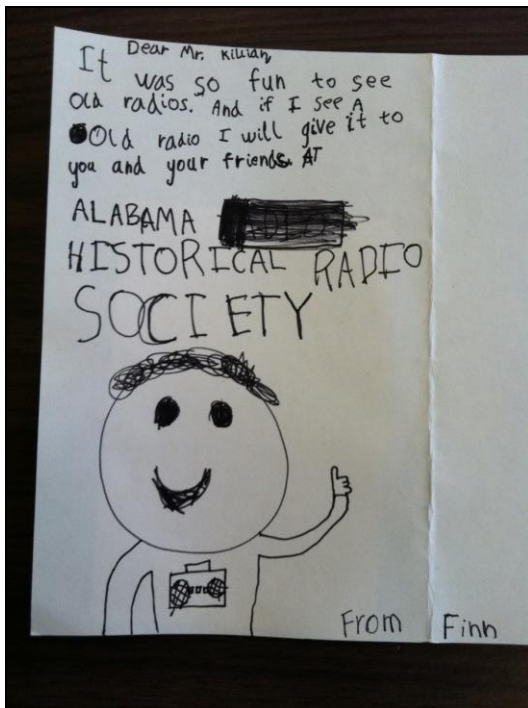 Dear Mr. Killian,
It was so fun to see
old radios. And if I see A
Old radio I will give it to
you and your friends. AT
ALABAMA
HISTORICAL RADIO
SOCIETY
From Finn